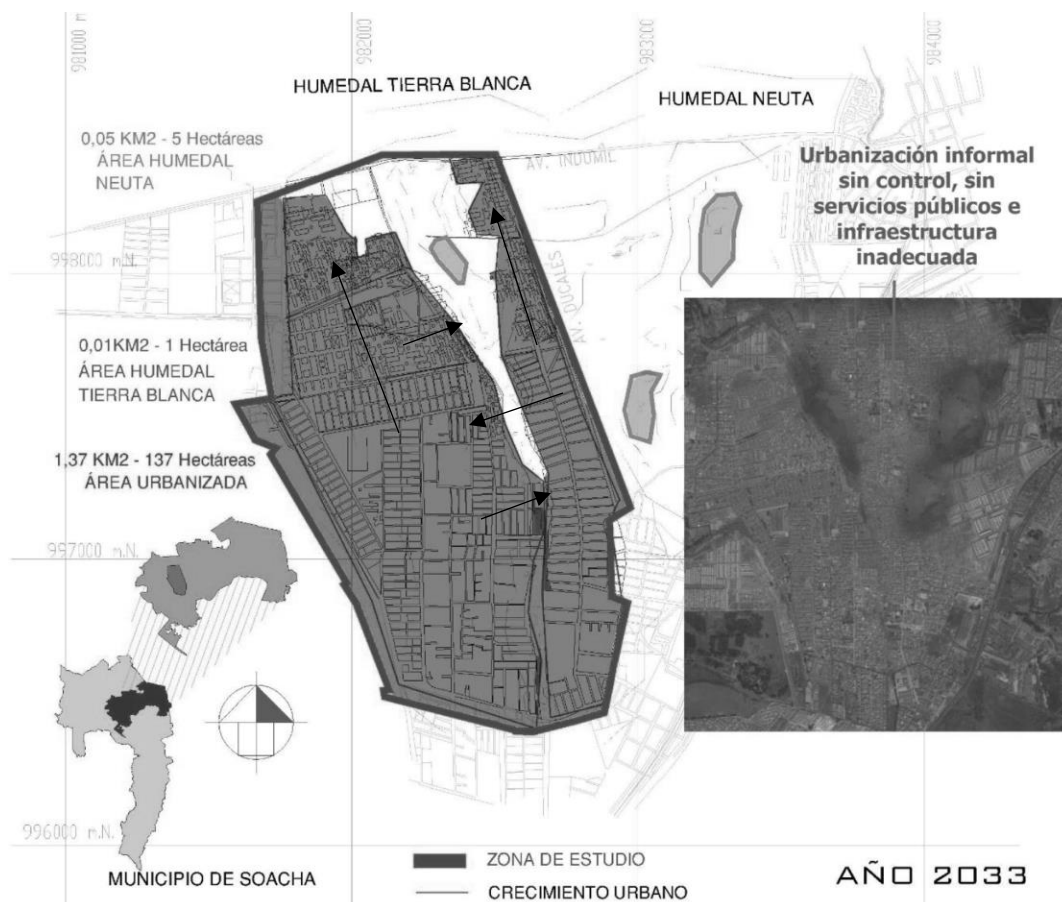 981000 m
982000
983000
984000
HUMEDAL TIERRA BLANCA
HUMEDAL NEUTA
0,05 KM2 - 5 Hectáreas
ÁREA HUMEDAL
NEUTA
AV. INDUMIL
Urbanización informal
sin control, sin
servicios públicos e
infraestructura
inadecuada
998000 m.N.
AV. DUCALES
0,01KM2 - 1 Hectárea
ÁREA HUMEDAL
TIERRA BLANCA
1,37 KM2 - 137 Hectáreas
ÁREA URBANIZADA
997000 m.N.
996000 m.N.
MUNICIPIO DE SOACHA
ZONA DE ESTUDIO
CRECIMIENTO URBANO
AÑO 2033